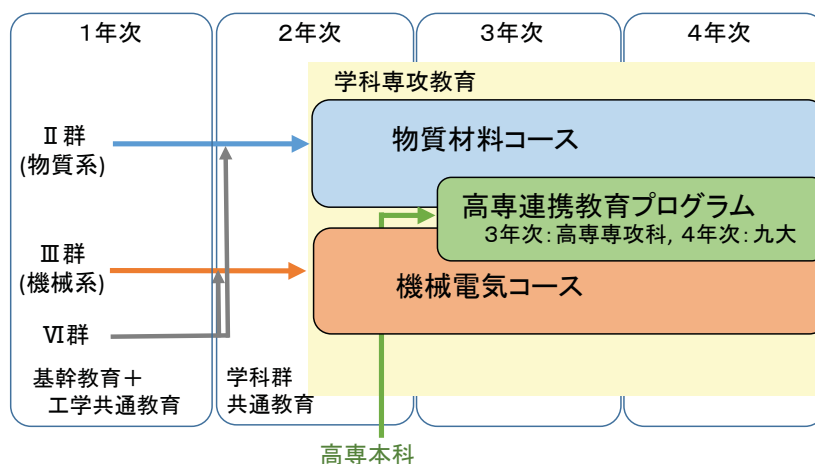 1年次
2年次
3年次
4年次
学科専攻教育
Ⅱ群
(物質系)
物質材料コース
高専連携教育プログラム
3年次:高専専攻科, 4年次:九大
Ⅲ群
(機械系)
機械電気コース
Ⅵ群
基幹教育+
工学共通教育
学科群
共通教育
高専本科